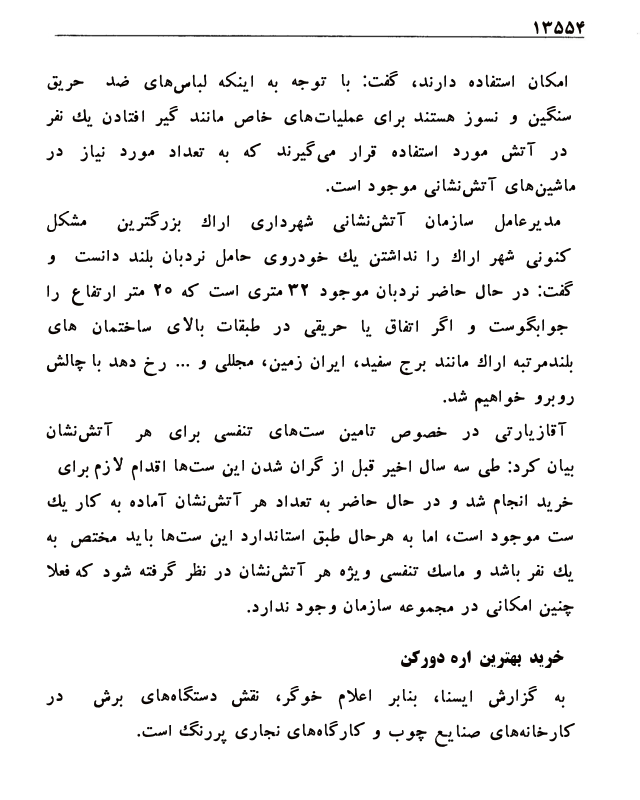 ۱۳۵۵۴
امکان استفاده دارند، گفت: با توجه به اینکه لباس‌های ضد حریق
سنگین و نسوز هستند برای عملیات‌های خاص مانند گیر افتادن یك نفر
در آتش مورد استفاده قرار می‌گیرند که به تعداد مورد نیاز در
ماشین‌های آتش‌نشانی موجود است.
مدیرعامل سازمان آتش‌نشانی شهرداری اراك بزرگترین مشکل
کنونی شهر اراك را نداشتن یك خودروی حامل نردبان بلند دانست و
گفت: در حال حاضر نردبان موجود ۳۲ متری است که ۲۵ متر ارتفاع را
جوابگوست و اگر اتفاق یا حریقی در طبقات بالای ساختمان های
بلندمرتبه اراك مانند برج سفید، ایران زمین، مجللی و ... رخ دهد با چالش
روبرو خواهیم شد.
آقازیارتی در خصوص تامین ست‌های تنفسی برای هر آتش‌نشان
بیان کرد: طی سه سال اخیر قبل از گران شدن این ست‌ها اقدام لازم برای
خرید انجام شد و در حال حاضر به تعداد هر آتش‌نشان آماده به کار یك
ست موجود است، اما به هرحال طبق استاندارد این ست‌ها باید مختص به
یك نفر باشد و ماسك تنفسی ویژه هر آتش‌نشان در نظر گرفته شود که فعلا
چنین امکانی در مجموعه سازمان وجود ندارد.
خرید بهترین اره دورکن
به گزارش ایسنا، بنابر اعلام خوگر، نقش دستگاه‌های برش در
کارخانه‌های صنایع چوب و کارگاه‌های نجاری پررنگ است.